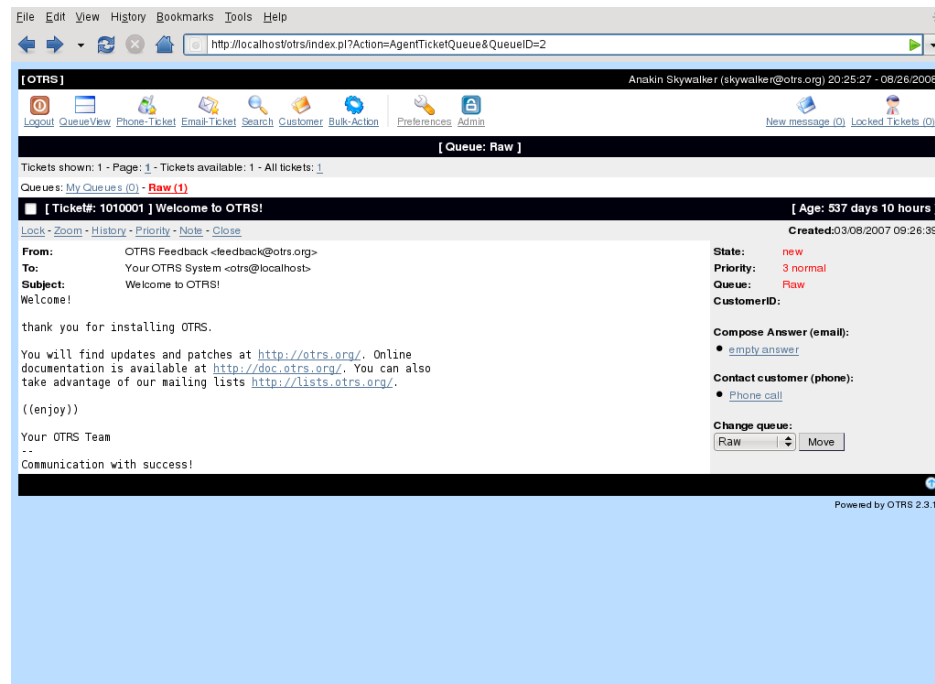 File Edit View History Bookmarks Tools Help
http://localhost/otrs/index.pl?Action=AgentTicketQueue&QueueID=2
[ OTRS ] Anakin Skywalker (skywalker@otrs.org) 20:25:27 - 08/26/2008
Logout QueueView Phone-Ticket Email-Ticket Search Customer Bulk-Action Preferences Admin New message (0) Locked Tickets (0)
[ Queue: Raw ]
Tickets shown: 1 - Page: 1 - Tickets available: 1 - All tickets: 1
Queues: My Queues (0) - Raw (1)
[ Ticket#: 1010001 ] Welcome to OTRS! [ Age: 537 days 10 hours ]
Lock - Zoom - History - Priority - Note - Close Created:03/08/2007 09:26:39
From: OTRS Feedback <feedback@otrs.org>
To: Your OTRS System <otrs@localhost>
Subject: Welcome to OTRS!
Welcome!
thank you for installing OTRS.
You will find updates and patches at http://otrs.org/. Online
documentation is available at http://doc.otrs.org/. You can also
take advantage of our mailing lists http://lists.otrs.org/.
((enjoy))
Your OTRS Team
--
Communication with success!
State: new
Priority: 3 normal
Queue: Raw
CustomerID:
Compose Answer (email):
empty answer
Contact customer (phone):
Phone call
Change queue:
Raw Move
Powered by OTRS 2.3.1